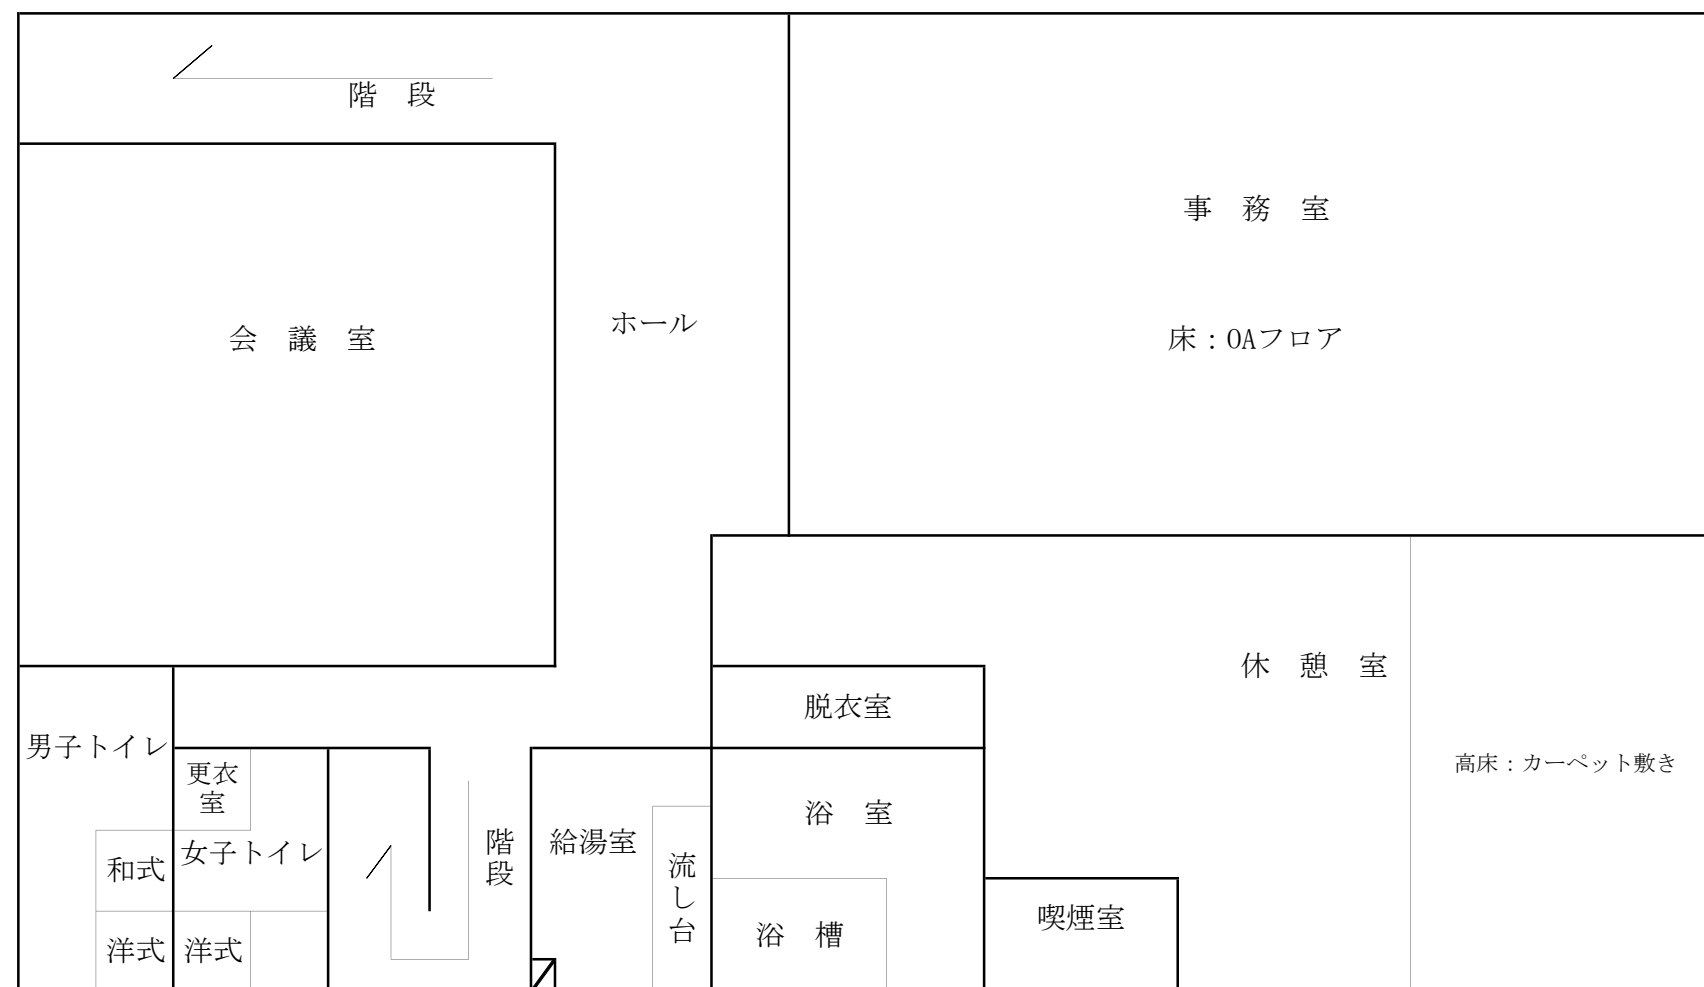 階　段
事　務　室
会　議　室
ホール
床：OAフロア
休　憩　室
脱衣室
男子トイレ
更衣
室
高床：カーペット敷き
浴　室
階
段
給湯室
女子トイレ
和式
流
し
台
喫煙室
浴　槽
洋式
洋式